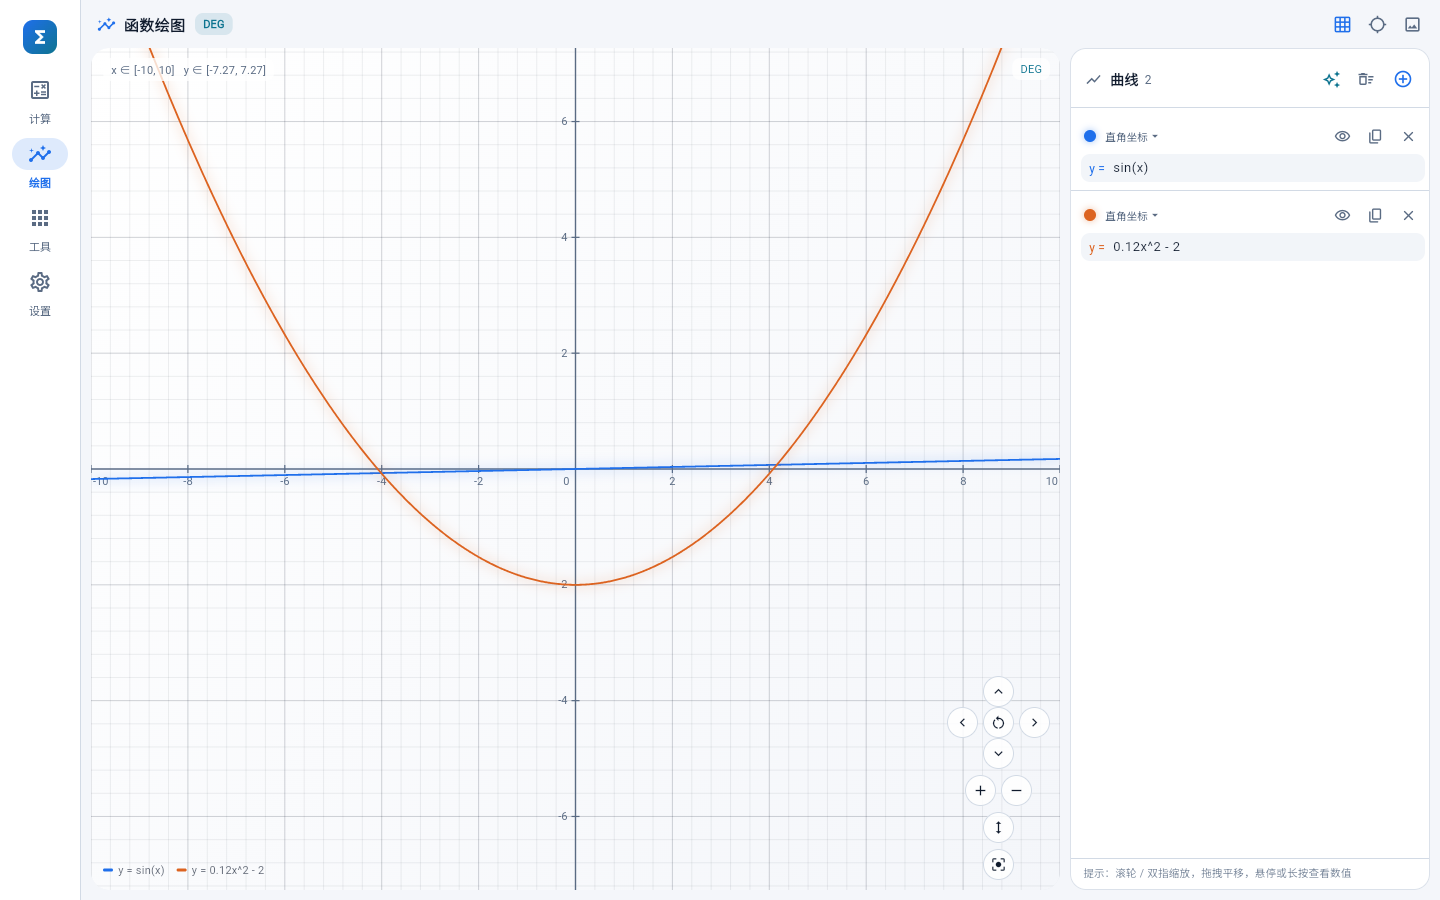 Σ
计算
绘图
工具
设置
函数绘图 DEG
x ∈ [-10, 10] y ∈ [-7.27, 7.27]
DEG
6
4
2
-10 -8 -6 -4 -2 0 2 4 6 8 10
-2
-4
-6
y = sin(x) y = 0.12x^2 - 2
曲线 2
直角坐标
y = sin(x)
直角坐标
y = 0.12x^2 - 2
提示：滚轮 / 双指缩放，拖拽平移，悬停或长按查看数值